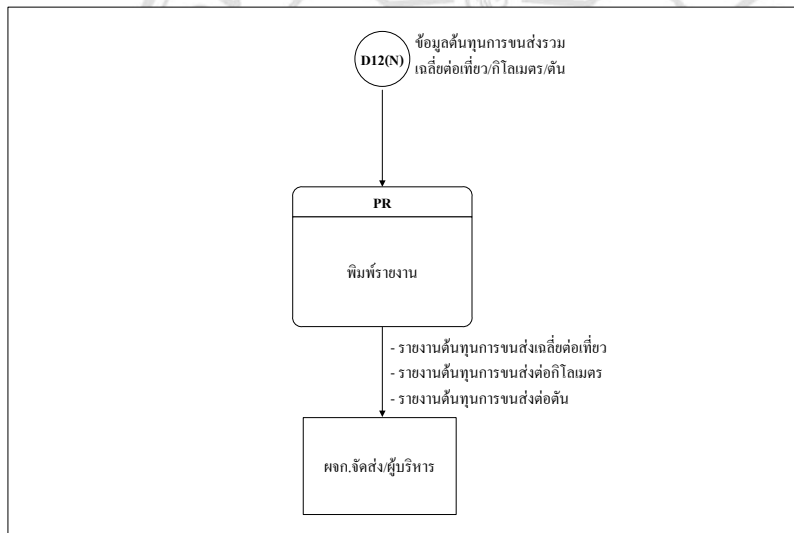 D12(N)
ข้อมูลต้นทุนการขนส่งรวม
เฉลี่ยต่อเที่ยว/กิโลเมตร/ตัน
PR
พิมพ์รายงาน
- รายงานต้นทุนการขนส่งเฉลี่ยต่อเที่ยว
- รายงานต้นทุนการขนส่งต่อกิโลเมตร
- รายงานต้นทุนการขนส่งต่อตัน
ผจก.จัดส่ง/ผู้บริหาร